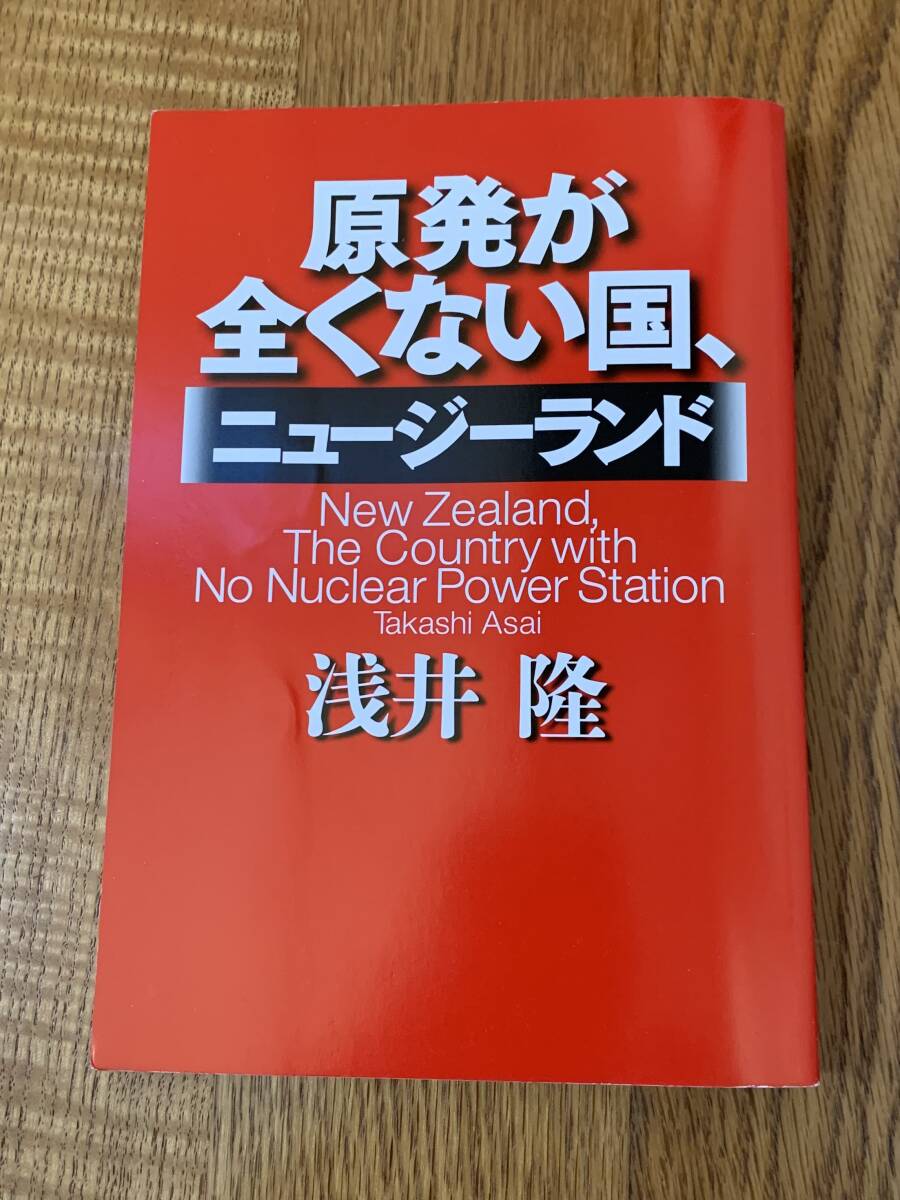 原発が
全くない国、
ニュージーランド
New Zealand,
The Country with
No Nuclear Power Station
Takashi Asai
浅井 隆